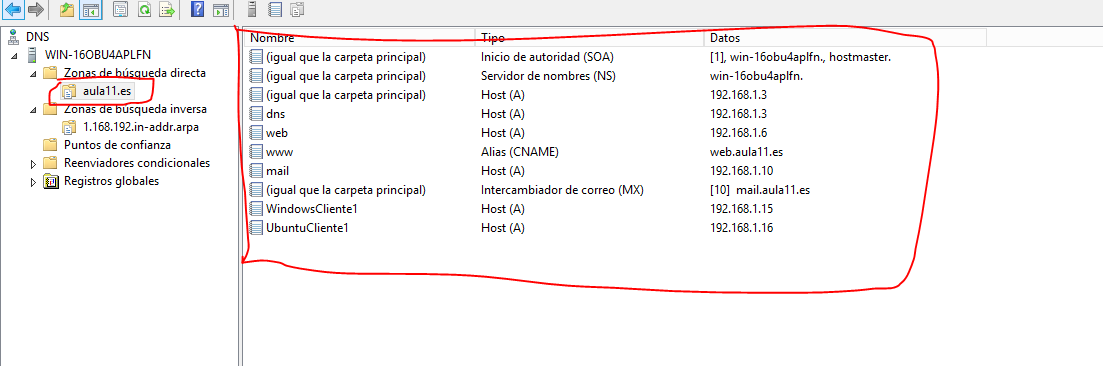 DNS
WIN-16OBU4APLFN
Zonas de búsqueda directa
aula11.es
Zonas de búsqueda inversa
1.168.192.in-addr.arpa
Puntos de confianza
Reenviadores condicionales
Registros globales
Nombre Tipo Datos
(igual que la carpeta principal) Inicio de autoridad (SOA) [1], win-16obu4aplfn., hostmaster.
(igual que la carpeta principal) Servidor de nombres (NS) win-16obu4aplfn.
(igual que la carpeta principal) Host (A) 192.168.1.3
dns Host (A) 192.168.1.3
web Host (A) 192.168.1.6
www Alias (CNAME) web.aula11.es
mail Host (A) 192.168.1.10
(igual que la carpeta principal) Intercambiador de correo (MX) [10] mail.aula11.es
WindowsCliente1 Host (A) 192.168.1.15
UbuntuCliente1 Host (A) 192.168.1.16